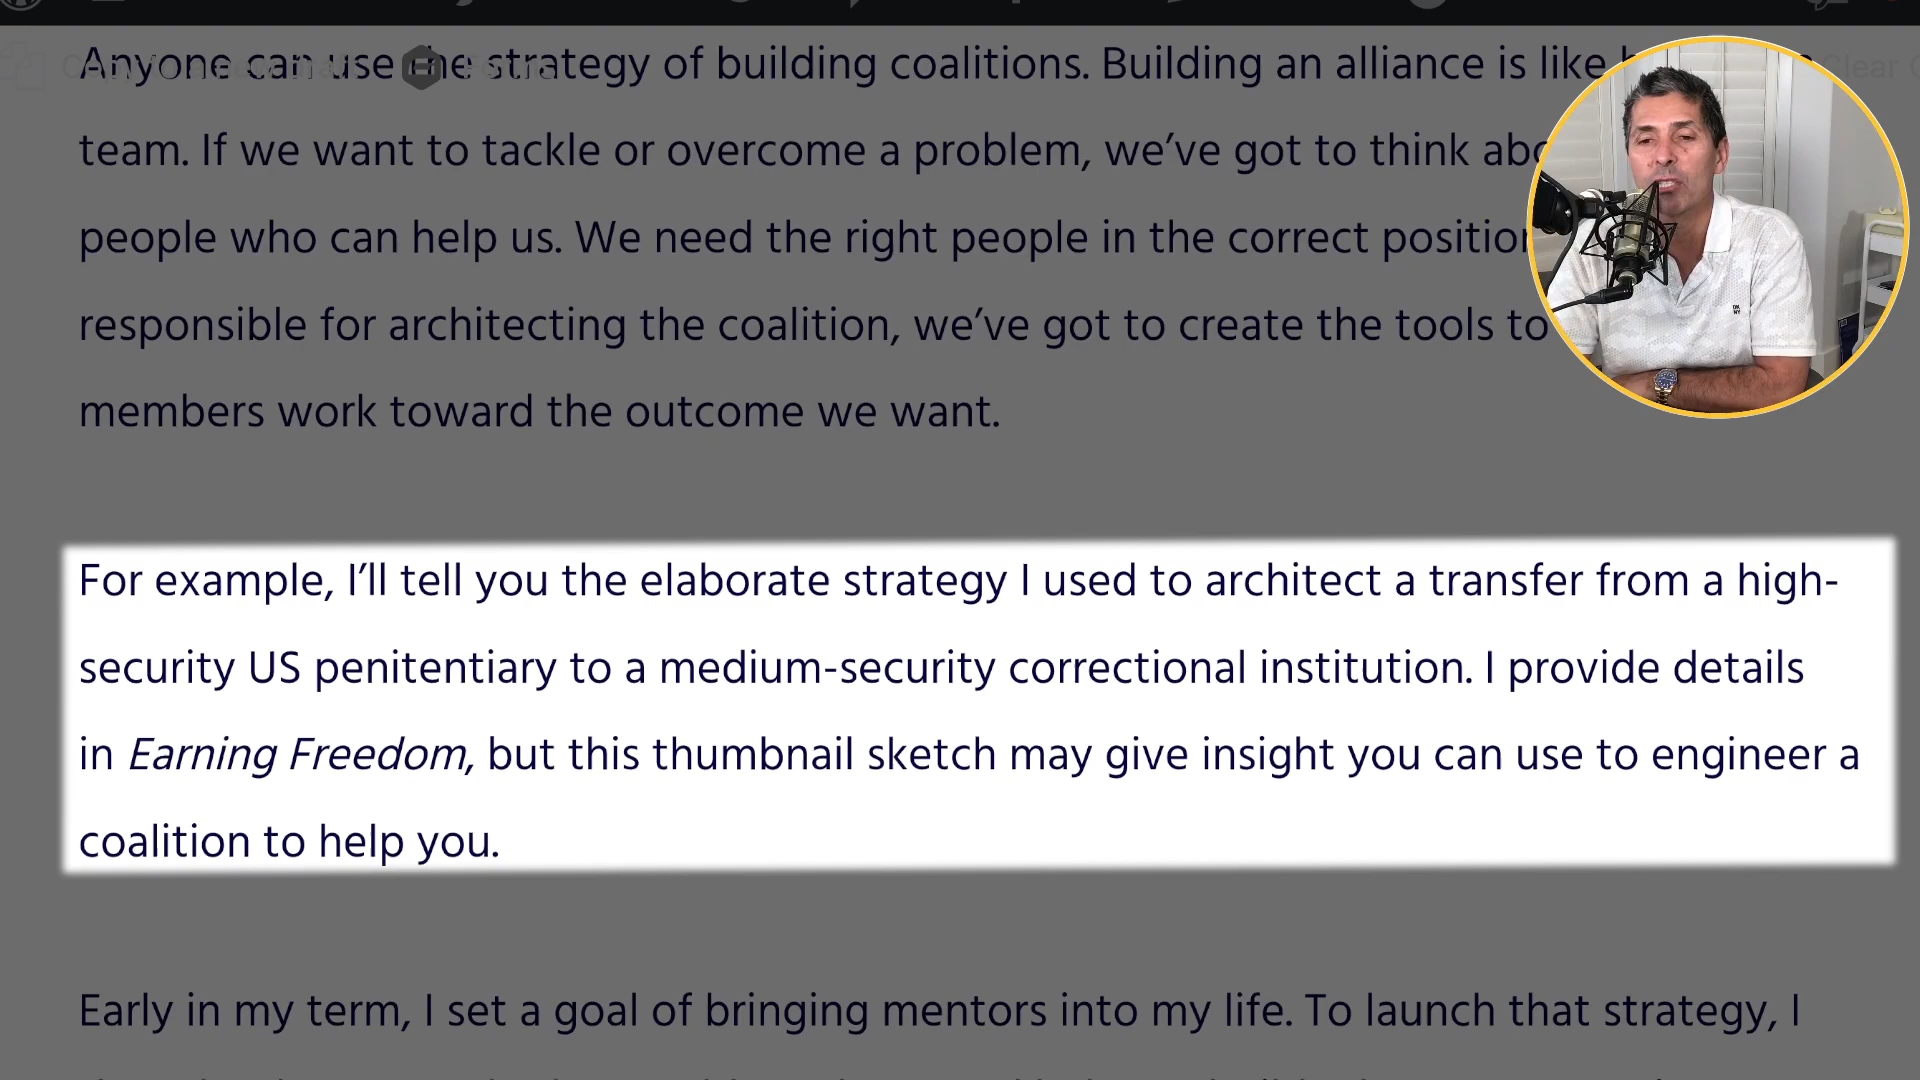 Anyone can use the strategy of building coalitions. Building an alliance is like
team. If we want to tackle or overcome a problem, we’ve got to think
people who can help us. We need the right people in the correct
responsible for architecting the coalition, we’ve got to create the tools to
members work toward the outcome we want.
For example, I’ll tell you the elaborate strategy I used to architect a transfer from a high-
security US penitentiary to a medium-security correctional institution. I provide details
in Earning Freedom, but this thumbnail sketch may give insight you can use to engineer a
coalition to help you.
Early in my term, I set a goal of bringing mentors into my life. To launch that strategy, I